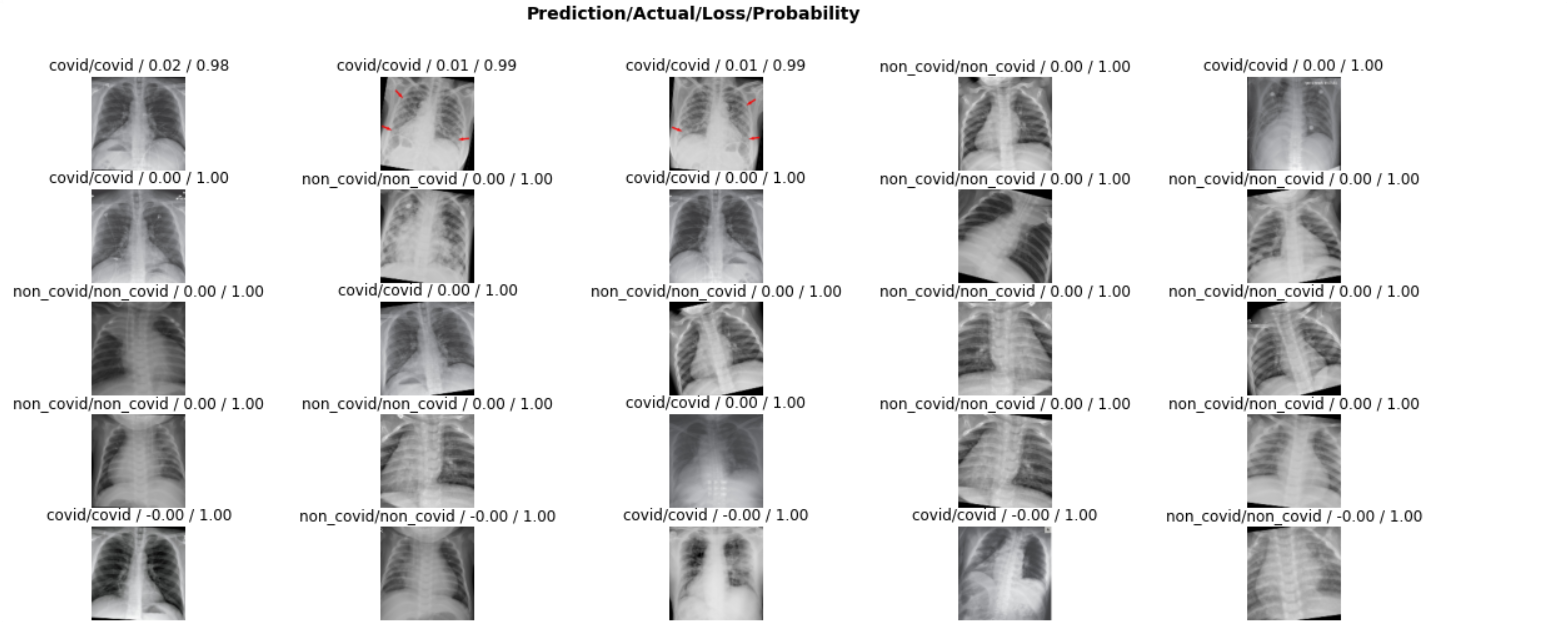 Prediction/Actual/Loss/Probability
covid/covid / 0.02 / 0.98
covid/covid / 0.01 / 0.99
covid/covid / 0.01 / 0.99
non_covid/non_covid / 0.00 / 1.00
covid/covid / 0.00 / 1.00
covid/covid / 0.00 / 1.00
non_covid/non_covid / 0.00 / 1.00
covid/covid / 0.00 / 1.00
non_covid/non_covid / 0.00 / 1.00
non_covid/non_covid / 0.00 / 1.00
non_covid/non_covid / 0.00 / 1.00
covid/covid / 0.00 / 1.00
non_covid/non_covid / 0.00 / 1.00
non_covid/non_covid / 0.00 / 1.00
non_covid/non_covid / 0.00 / 1.00
non_covid/non_covid / 0.00 / 1.00
non_covid/non_covid / 0.00 / 1.00
covid/covid / 0.00 / 1.00
non_covid/non_covid / 0.00 / 1.00
non_covid/non_covid / 0.00 / 1.00
covid/covid / -0.00 / 1.00
non_covid/non_covid / -0.00 / 1.00
covid/covid / -0.00 / 1.00
covid/covid / -0.00 / 1.00
non_covid/non_covid / -0.00 / 1.00